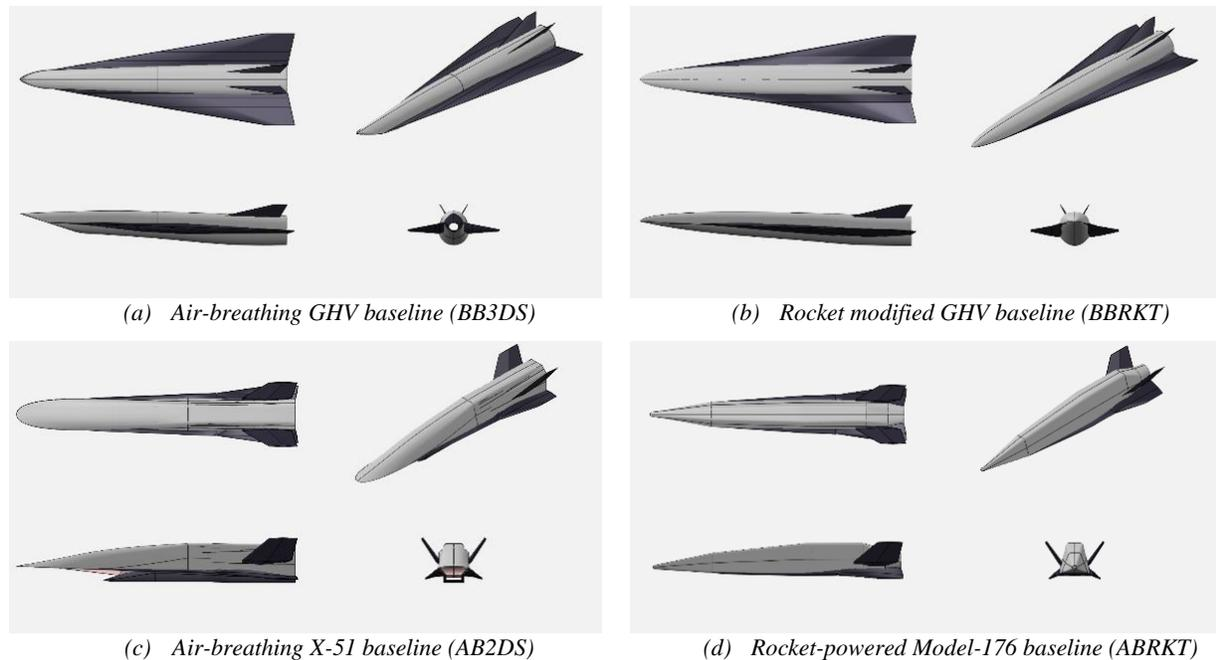 (a) Air-breathing GHV baseline (BB3DS)
(b) Rocket modified GHV baseline (BBRKT)
(c) Air-breathing X-51 baseline (AB2DS)
(d) Rocket-powered Model-176 baseline (ABRKT)